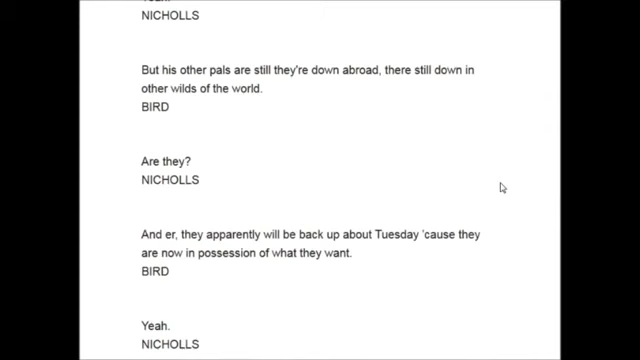 NICHOLLS
But his other pals are still they're down abroad, there still down in
other wilds of the world.
BIRD
Are they?
NICHOLLS
And er, they apparently will be back up about Tuesday 'cause they
are now in possession of what they want.
BIRD
Yeah.
NICHOLLS